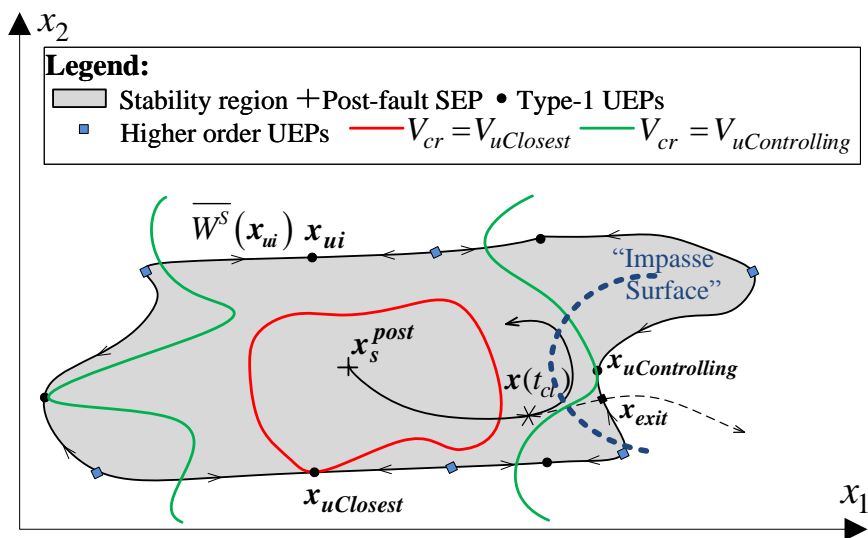 x₂
Legend:
Stability region Post-fault SEP Type-1 UEPs
Higher order UEPs V_cr = V_uClosest V_cr = V_uControlling
\overline{W^S}(x_ui) x_ui
"Impasse
Surface"
x_s^post
x(t_cl)
x_uControlling
x_exit
x_uClosest
x₁